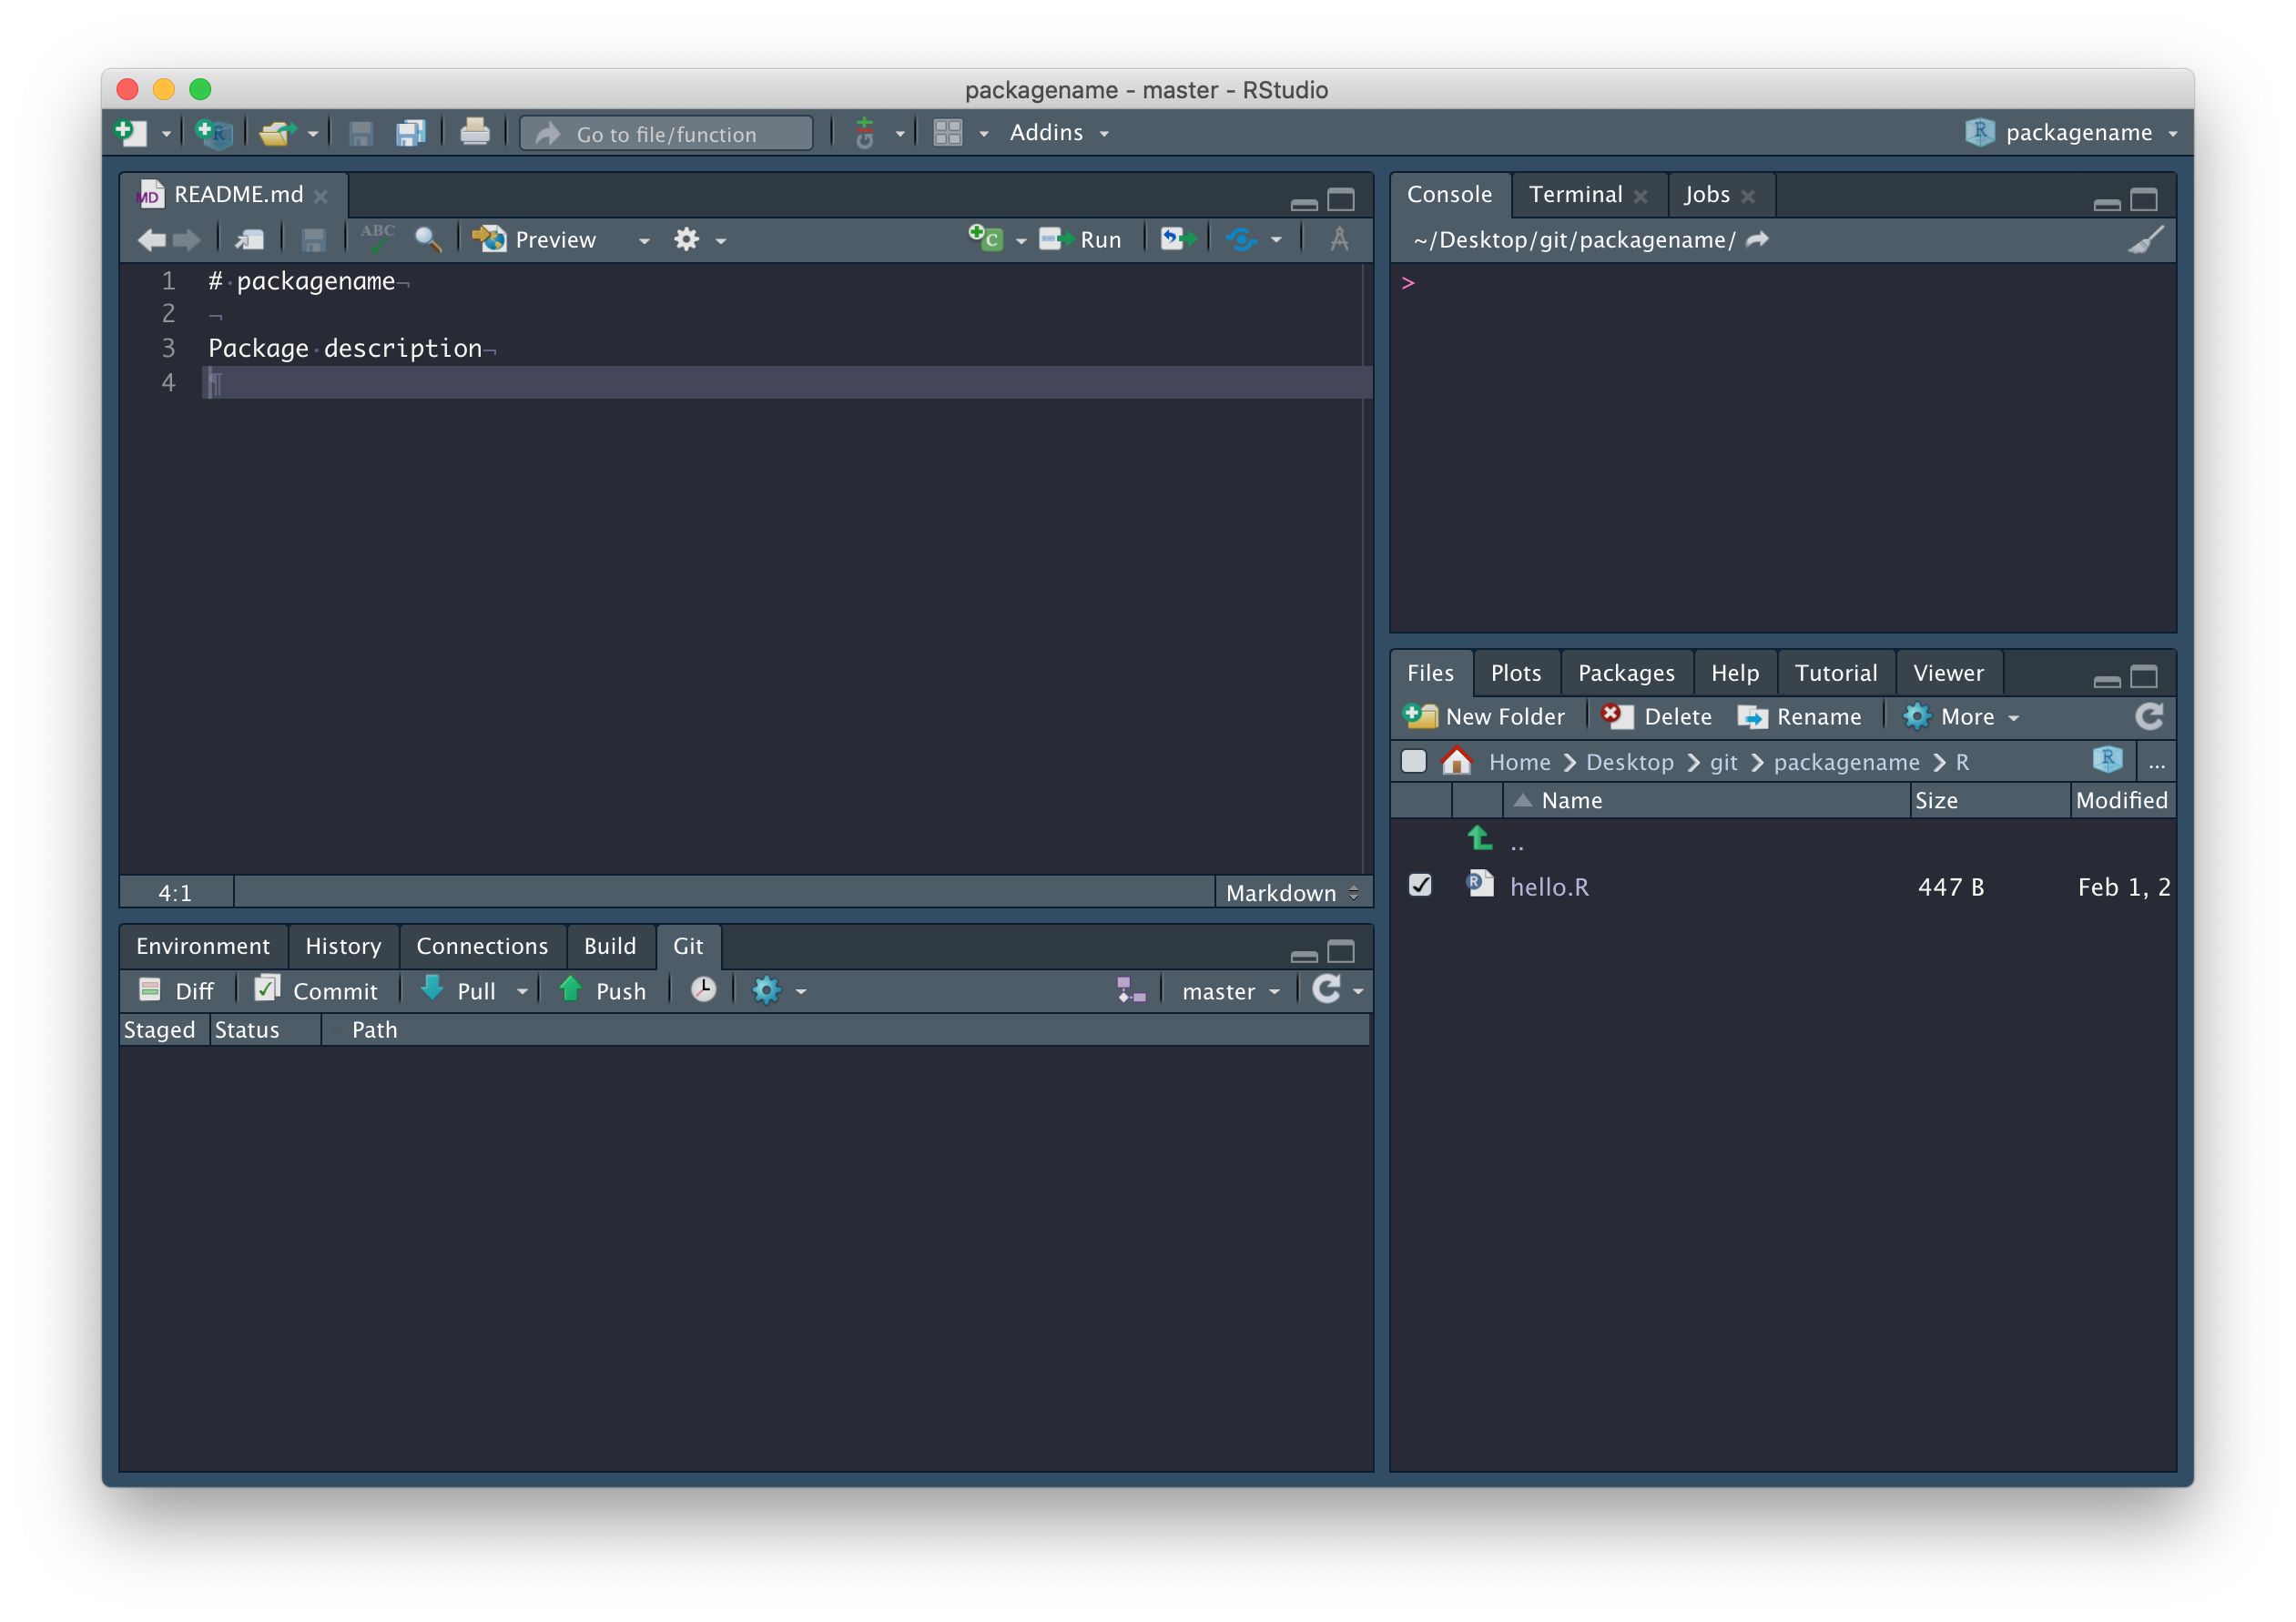 packagename - master - RStudio
Go to file/function Git Addins packagename
MD README.md
ABC Preview C Run
1 # packagename¬
2 ¬
3 Package description¬
4 ¶
4:1 Markdown
Environment History Connections Build Git
Diff Commit Pull Push master
Staged Status Path
Console Terminal Jobs
~/Desktop/git/packagename/
>
Files Plots Packages Help Tutorial Viewer
New Folder Delete Rename More
Home Desktop git packagename R R ...
Name Size Modified
..
R hello.R 447 B Feb 1, 2